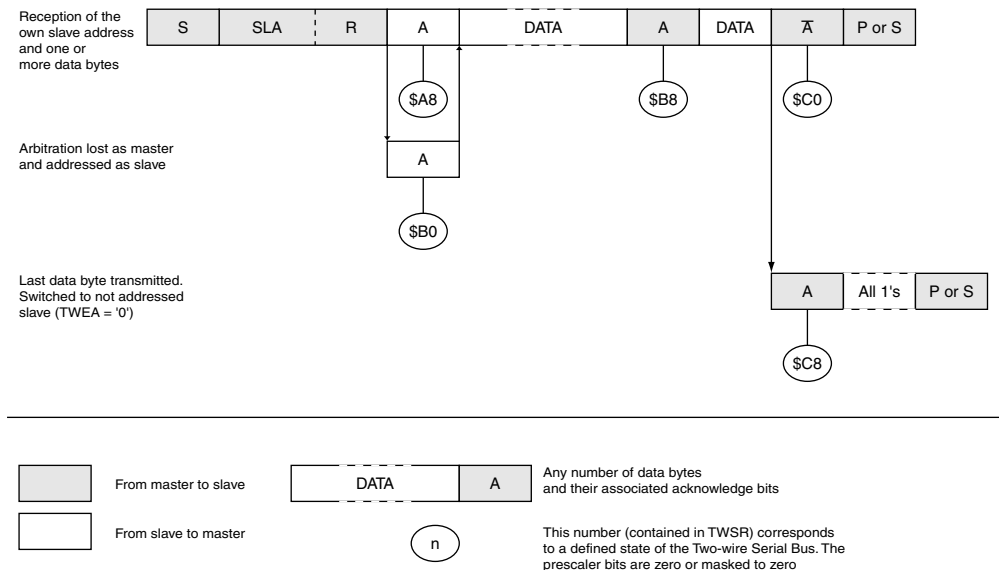 Reception of the
own slave address
and one or
more data bytes
S SLA R A DATA A DATA A̅ P or S
$A8 $B8 $C0
Arbitration lost as master
and addressed as slave
A
$B0
Last data byte transmitted.
Switched to not addressed
slave (TWEA = '0')
A All 1's P or S
$C8
From master to slave
DATA A
Any number of data bytes
and their associated acknowledge bits
From slave to master
n
This number (contained in TWSR) corresponds
to a defined state of the Two-wire Serial Bus. The
prescaler bits are zero or masked to zero